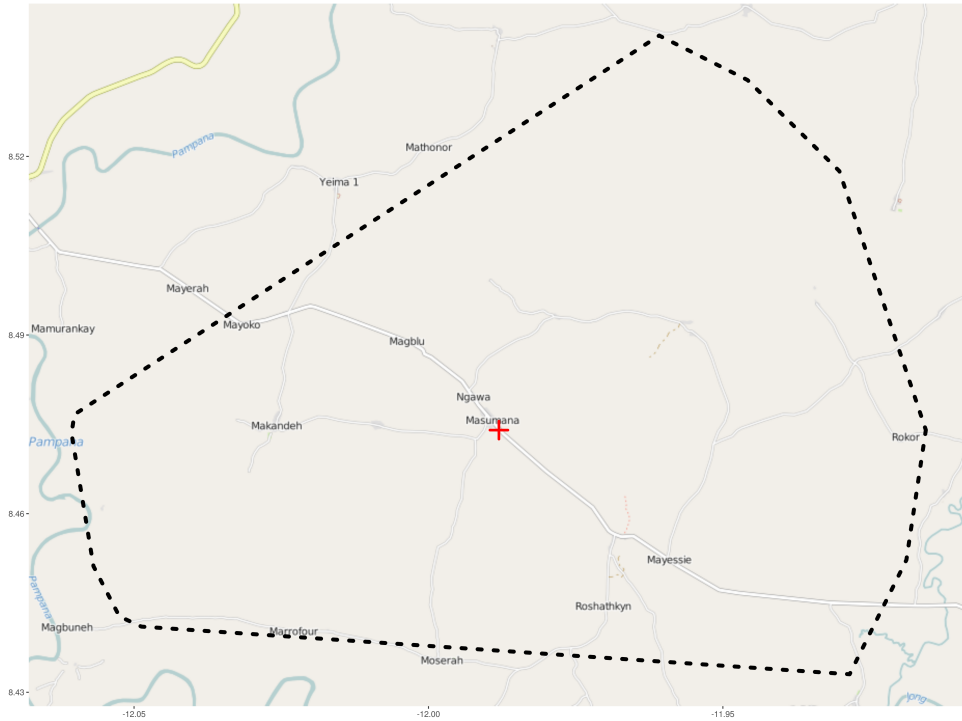 Pampana
Mathonor
8.52
Yeima 1
Mayerah
Mamurankay
Mayoko
8.49
Magblu
Ngawa
Masumana
Makandeh
Rokor
Pampana
8.46
Mayessie
Pampana
Roshathkyn
Magbuneh
Marrofour
Moserah
8.43
Jong
-12.05
-12.00
-11.95